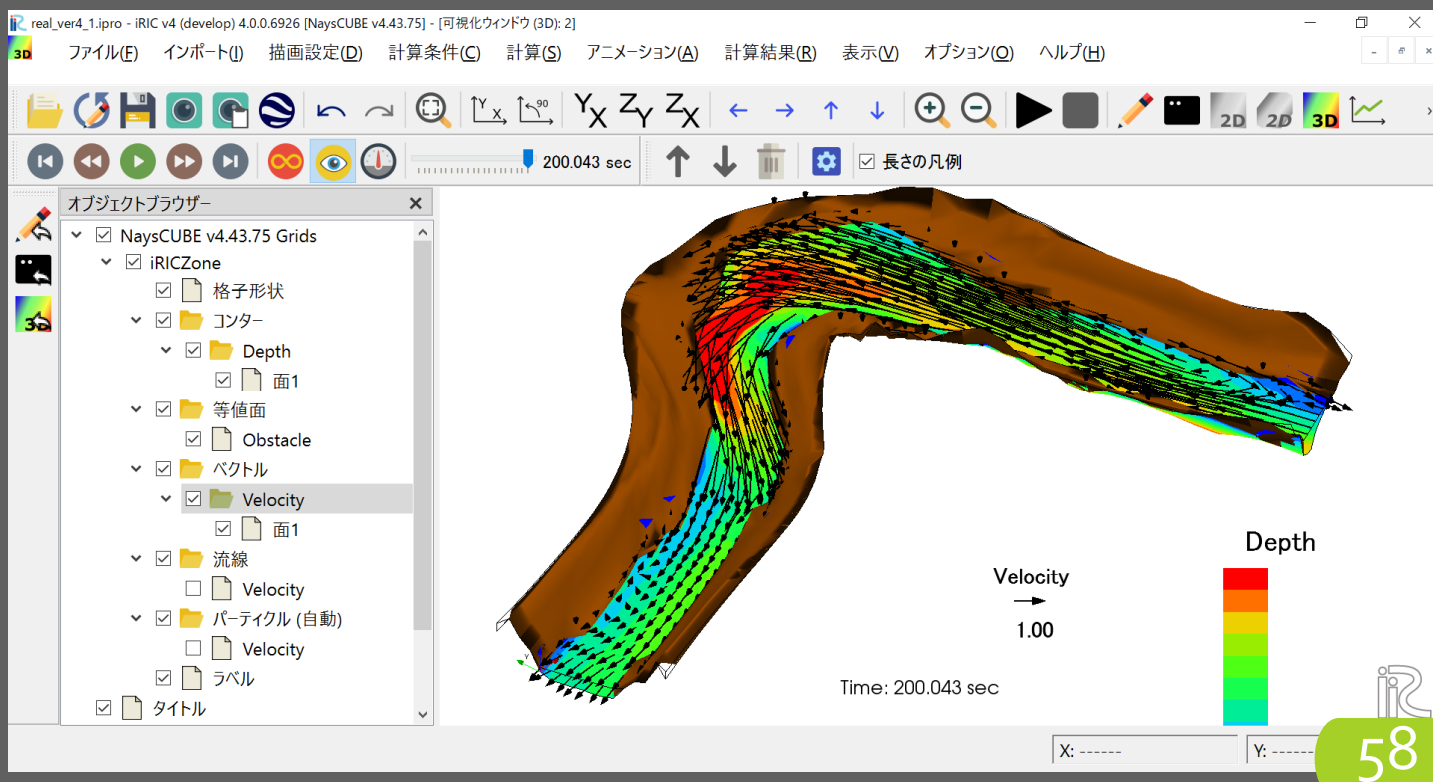 real_ver4_1.ipro - iRIC v4 (develop) 4.0.0.6926 [NaysCUBE v4.43.75] - [可視化ウィンドウ (3D): 2]
3D ファイル(F) インポート(I) 描画設定(D) 計算条件(C) 計算(S) アニメーション(A) 計算結果(R) 表示(V) オプション(O) ヘルプ(H)
Y X 90 Y X Z Y Z X 2D 2D 3D
200.043 sec 長さの凡例
オブジェクトブラウザー
NaysCUBE v4.43.75 Grids
iRICZone
格子形状
コンター
3D
Depth
面1
等値面
Obstacle
ベクトル
Velocity
面1
流線
Velocity
パーティクル (自動)
Velocity
ラベル
タイトル
Depth
Velocity
1.00
Time: 200.043 sec
iRIC
X: ------ Y: ------
58